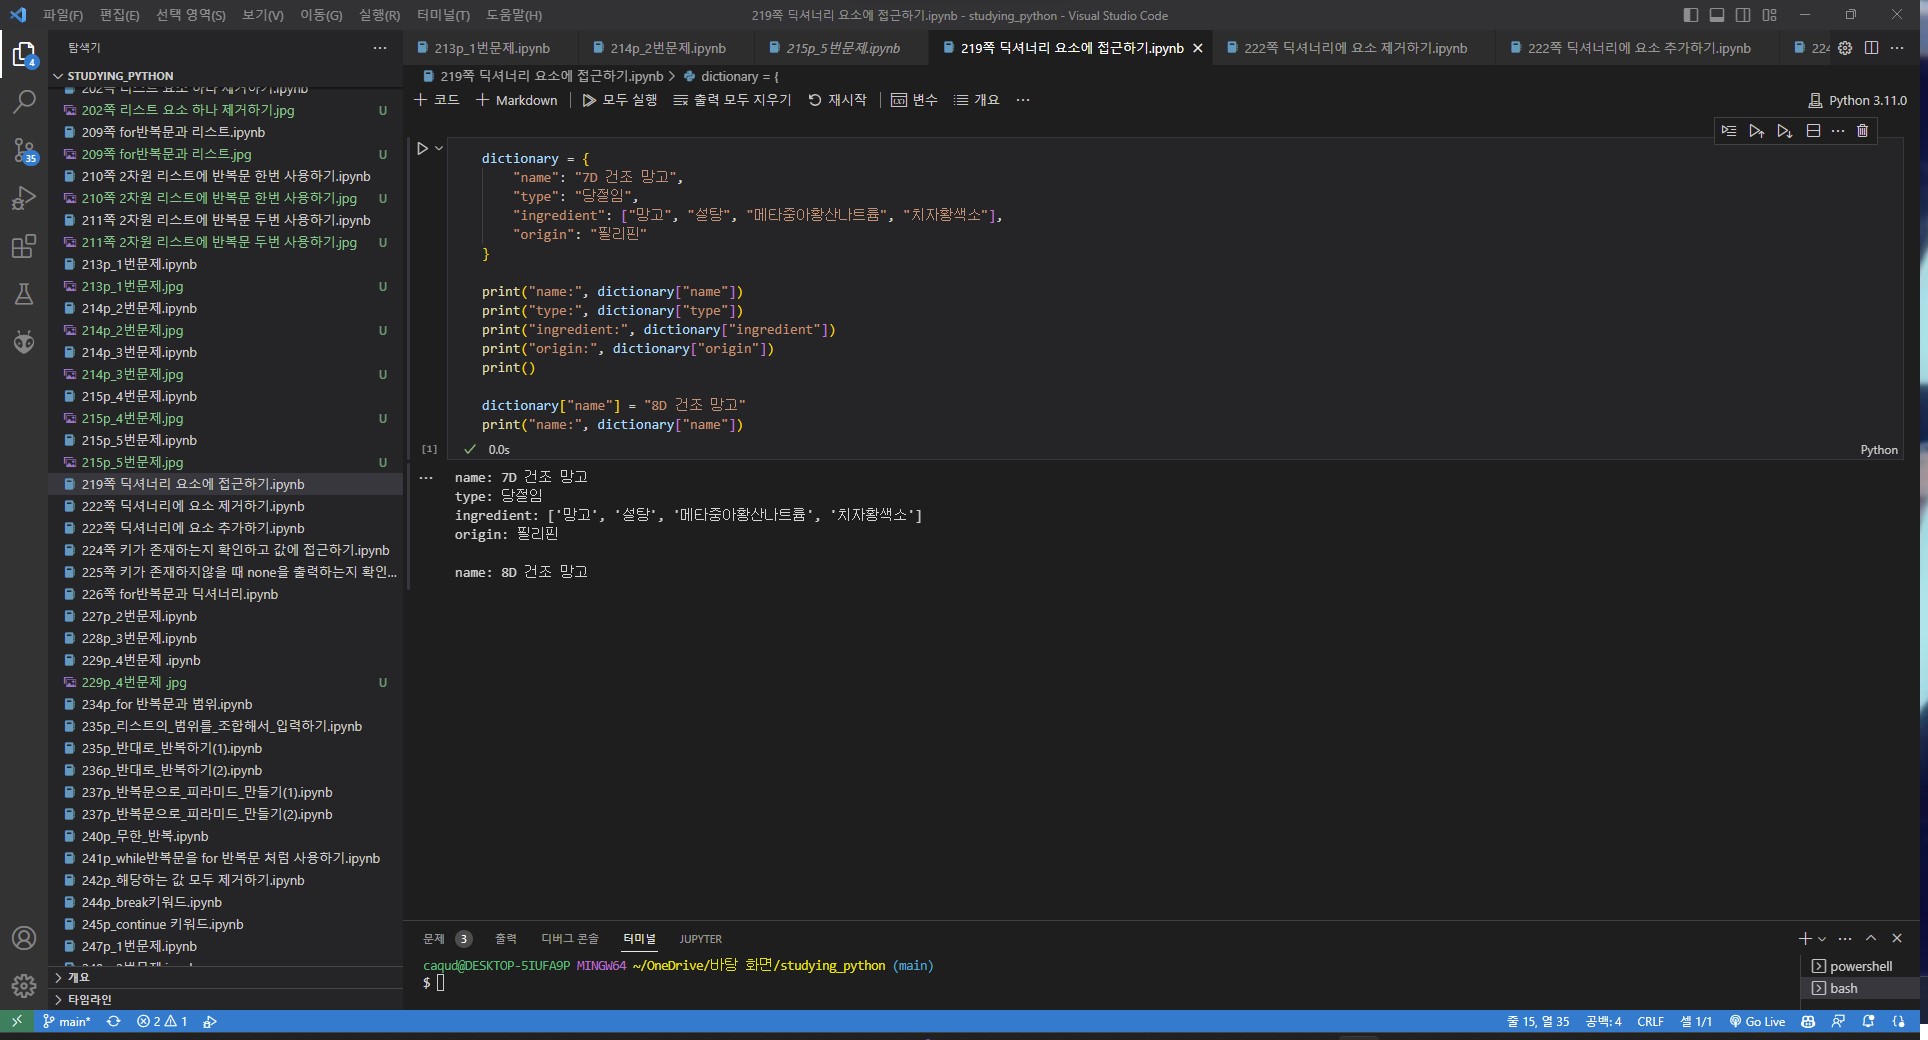 파일(F) 편집(E) 선택 영역(S) 보기(V) 이동(G) 실행(R) 터미널(T) 도움말(H)
219쪽 딕셔너리 요소에 접근하기.ipynb - studying_python - Visual Studio Code
탐색기
213p_1번문제.ipynb 214p_2번문제.ipynb 215p_5번문제.ipynb 219쪽 딕셔너리 요소에 접근하기.ipynb 222쪽 딕셔너리에 요소 제거하기.ipynb 222쪽 딕셔너리에 요소 추가하기.ipynb 224
4
STUDYING_PYTHON
219쪽 딕셔너리 요소에 접근하기.ipynb > dictionary = {
코드 Markdown 모두 실행 출력 모두 지우기 재시작 변수 개요 ...
Python 3.11.0
35
202쪽 리스트 요소 하나 제거하기.ipynb
202쪽 리스트 요소 하나 제거하기.jpg U
209쪽 for반복문과 리스트.ipynb
209쪽 for반복문과 리스트.jpg U
210쪽 2차원 리스트에 반복문 한번 사용하기.ipynb
210쪽 2차원 리스트에 반복문 한번 사용하기.jpg U
211쪽 2차원 리스트에 반복문 두번 사용하기.ipynb
211쪽 2차원 리스트에 반복문 두번 사용하기.jpg U
213p_1번문제.ipynb
213p_1번문제.jpg U
214p_2번문제.ipynb
214p_2번문제.jpg U
214p_3번문제.ipynb
214p_3번문제.jpg U
215p_4번문제.ipynb
215p_4번문제.jpg U
215p_5번문제.ipynb
215p_5번문제.jpg U
219쪽 딕셔너리 요소에 접근하기.ipynb
222쪽 딕셔너리에 요소 제거하기.ipynb
222쪽 딕셔너리에 요소 추가하기.ipynb
224쪽 키가 존재하는지 확인하고 값에 접근하기.ipynb
225쪽 키가 존재하지않을 때 none을 출력하는지 확인...
226쪽 for반복문과 딕셔너리.ipynb
227p_2번문제.ipynb
228p_3번문제.ipynb
229p_4번문제 .ipynb
229p_4번문제 .jpg U
234p_for 반복문과 범위.ipynb
235p_리스트의_범위를_조합해서_입력하기.ipynb
235p_반대로_반복하기(1).ipynb
236p_반대로_반복하기(2).ipynb
237p_반복문으로_피라미드_만들기(1).ipynb
237p_반복문으로_피라미드_만들기(2).ipynb
240p_무한_반복.ipynb
241p_while반복문을 for 반복문 처럼 사용하기.ipynb
242p_해당하는 값 모두 제거하기.ipynb
244p_break키워드.ipynb
245p_continue 키워드.ipynb
247p_1번문제.ipynb
개요
타임라인
dictionary = {
"name": "7D 건조 망고",
"type": "당절임",
"ingredient": ["망고", "설탕", "메타중아황산나트륨", "치자황색소"],
"origin": "필리핀"
}
print("name:", dictionary["name"])
print("type:", dictionary["type"])
print("ingredient:", dictionary["ingredient"])
print("origin:", dictionary["origin"])
print()
dictionary["name"] = "8D 건조 망고"
print("name:", dictionary["name"])
[1] 0.0s Python
name: 7D 건조 망고
type: 당절임
ingredient: ['망고', '설탕', '메타중아황산나트륨', '치자황색소']
origin: 필리핀
name: 8D 건조 망고
문제 3 출력 디버그 콘솔 터미널 JUPYTER
caqud@DESKTOP-5IUFA9P MINGW64 ~/OneDrive/바탕 화면/studying_python (main)
$
powershell
bash
main* 2 1 줄 15, 열 35 공백: 4 CRLF 셀 1/1 Go Live